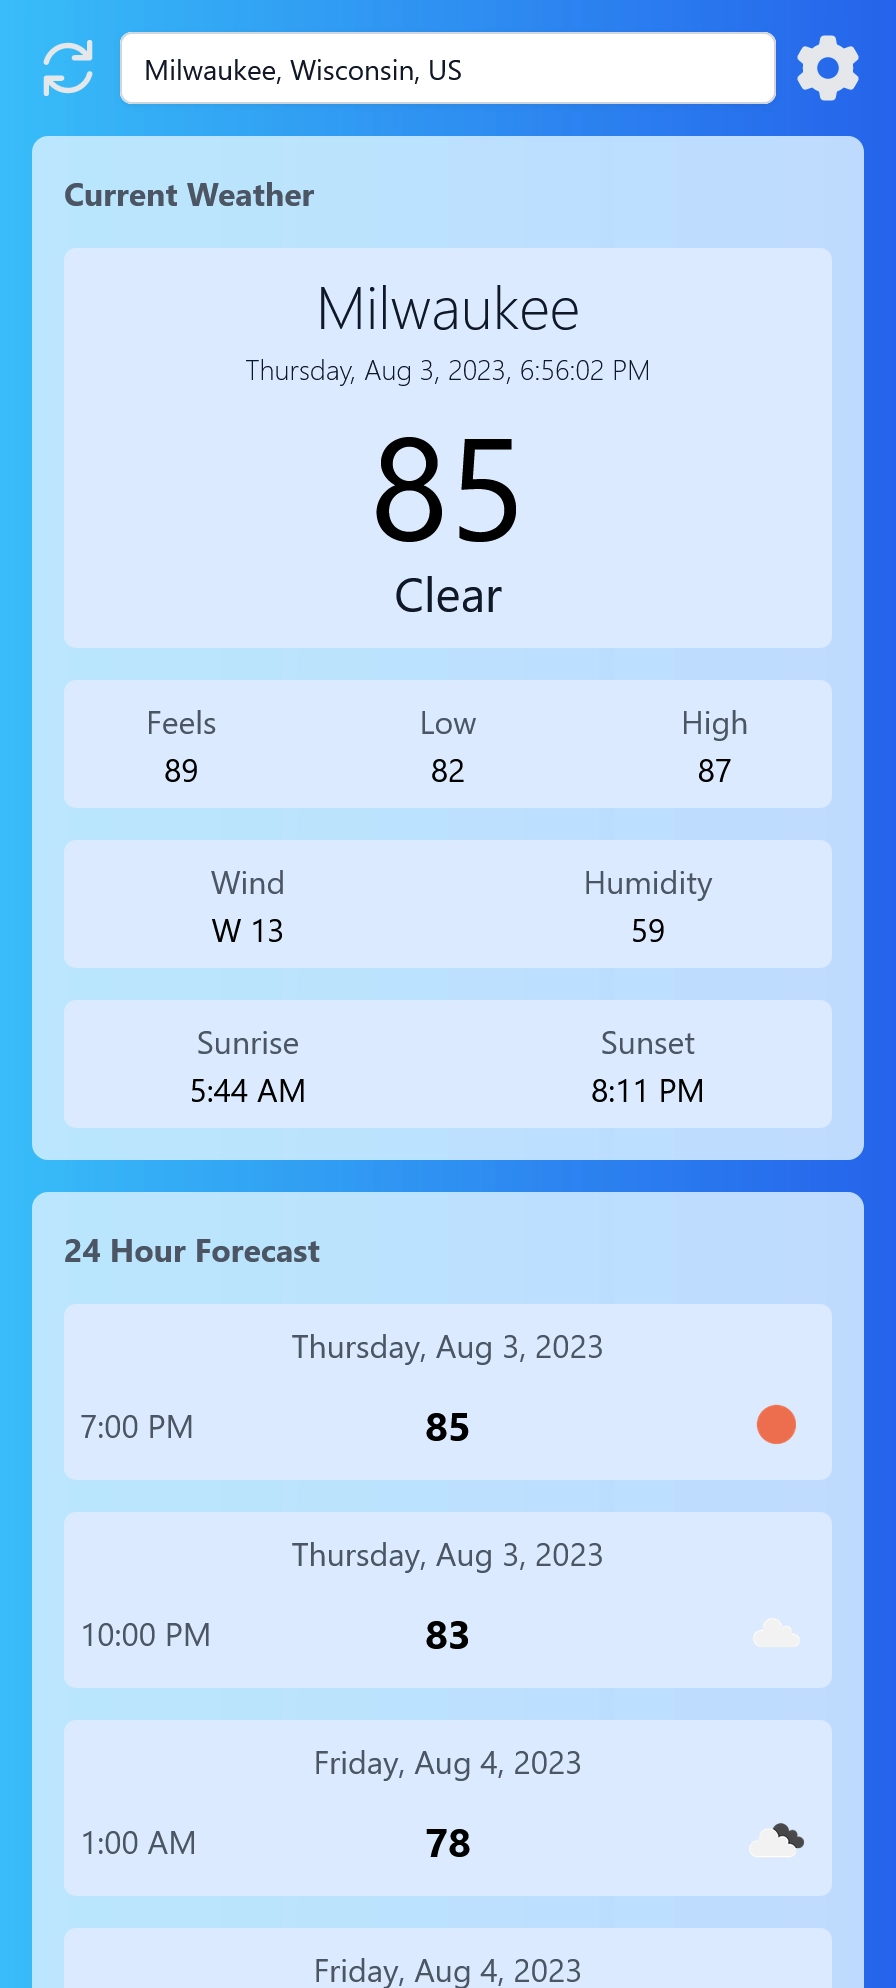 Milwaukee, Wisconsin, US
Current Weather
Milwaukee
Thursday, Aug 3, 2023, 6:56:02 PM
85
Clear
Feels Low High
89 82 87
Wind Humidity
W 13 59
Sunrise Sunset
5:44 AM 8:11 PM
24 Hour Forecast
Thursday, Aug 3, 2023
7:00 PM 85
Thursday, Aug 3, 2023
10:00 PM 83
Friday, Aug 4, 2023
1:00 AM 78
Friday, Aug 4, 2023